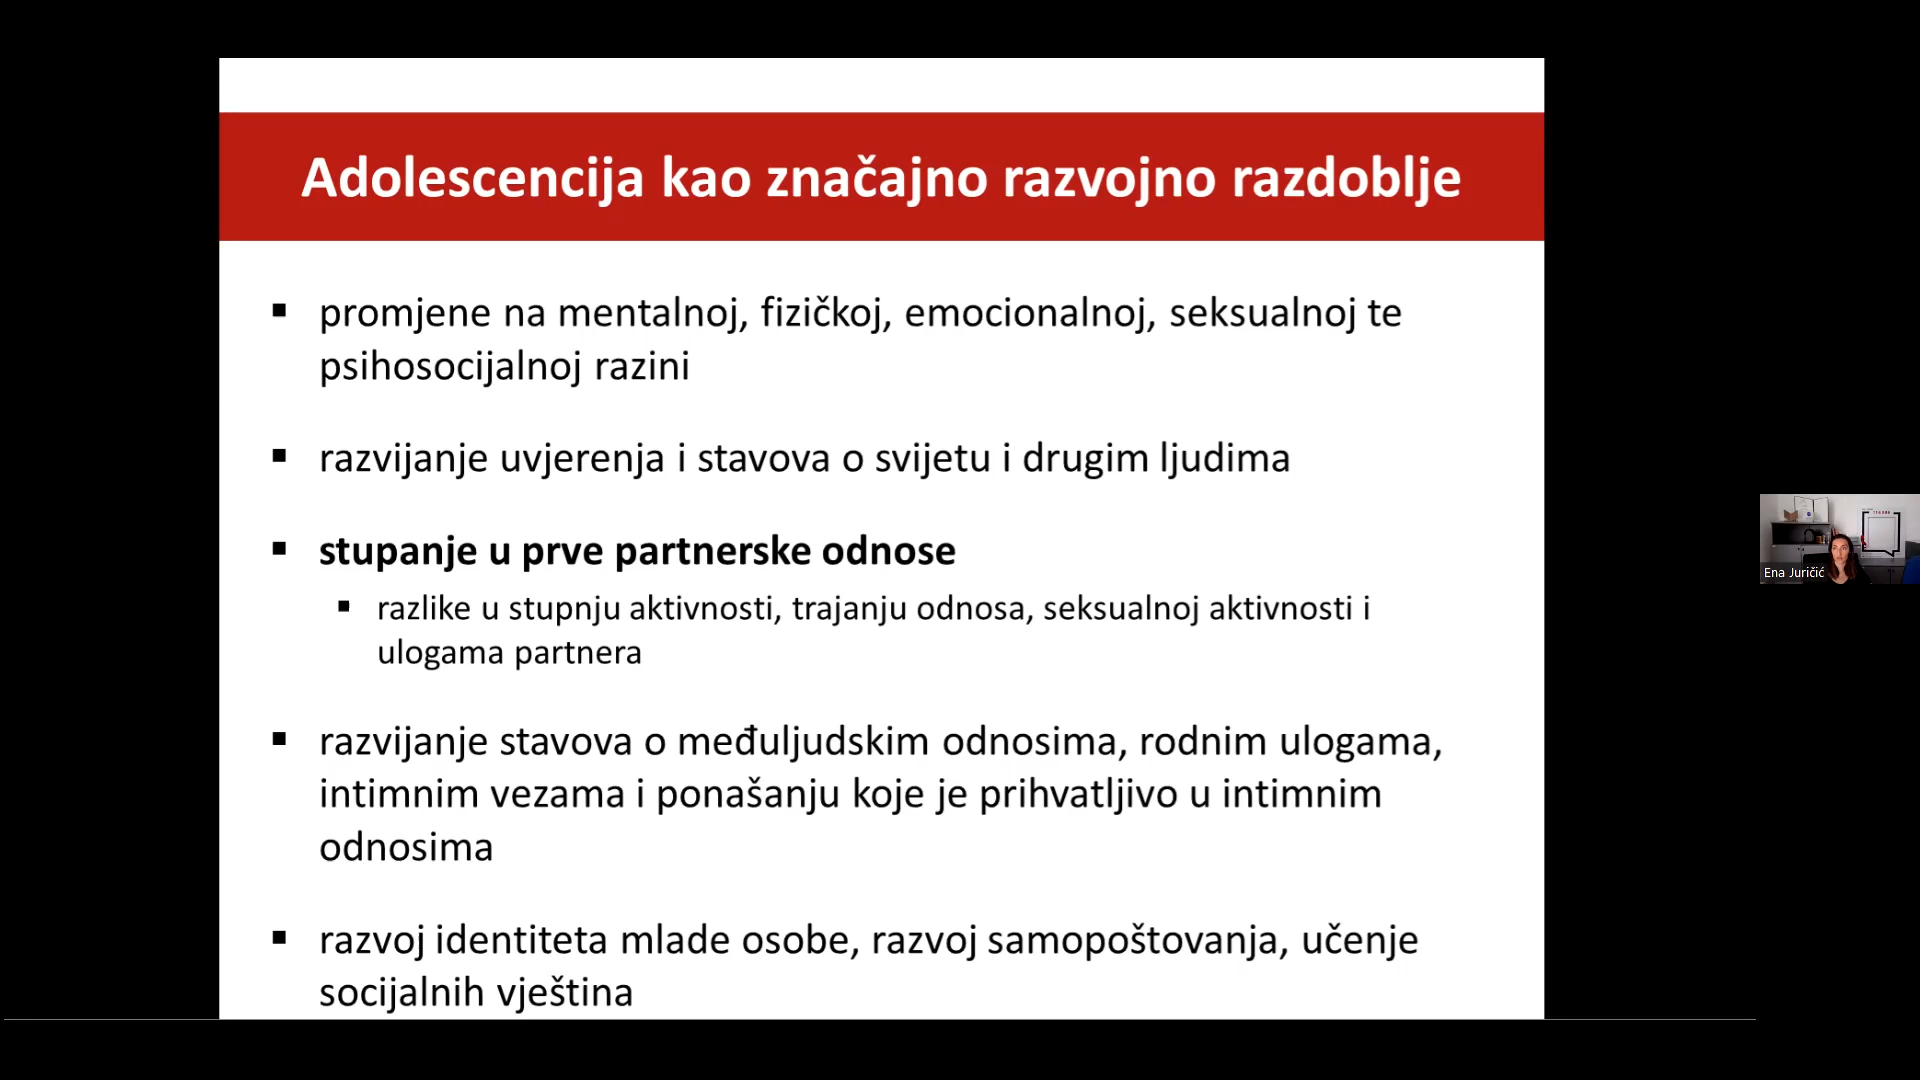 Adolescencija kao značajno razvojno razdoblje
▪ promjene na mentalnoj, fizičkoj, emocionalnoj, seksualnoj te
psihosocijalnoj razini
▪ razvijanje uvjerenja i stavova o svijetu i drugim ljudima
▪ stupanje u prve partnerske odnose
▪ razlike u stupnju aktivnosti, trajanju odnosa, seksualnoj aktivnosti i
ulogama partnera
▪ razvijanje stavova o međuljudskim odnosima, rodnim ulogama,
intimnim vezama i ponašanju koje je prihvatljivo u intimnim
odnosima
▪ razvoj identiteta mlade osobe, razvoj samopoštovanja, učenje
socijalnih vještina
Ena Juričić